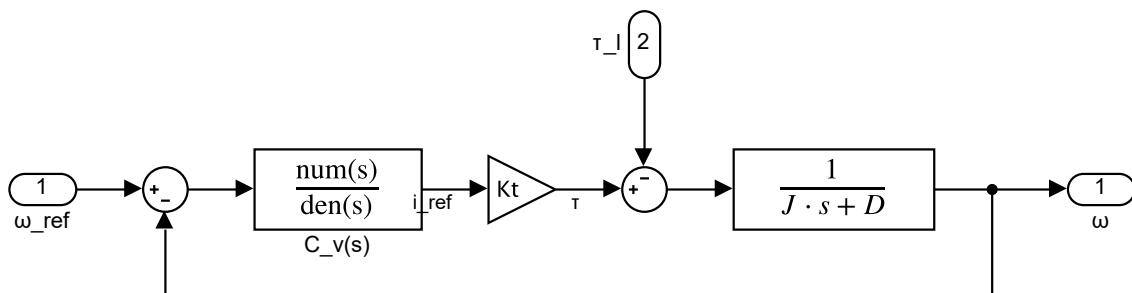 τ_l
2
1
ω_ref
+
−
num(s)
den(s)
C_v(s)
i_ref
Kt
τ
+
−
1
J · s + D
1
ω